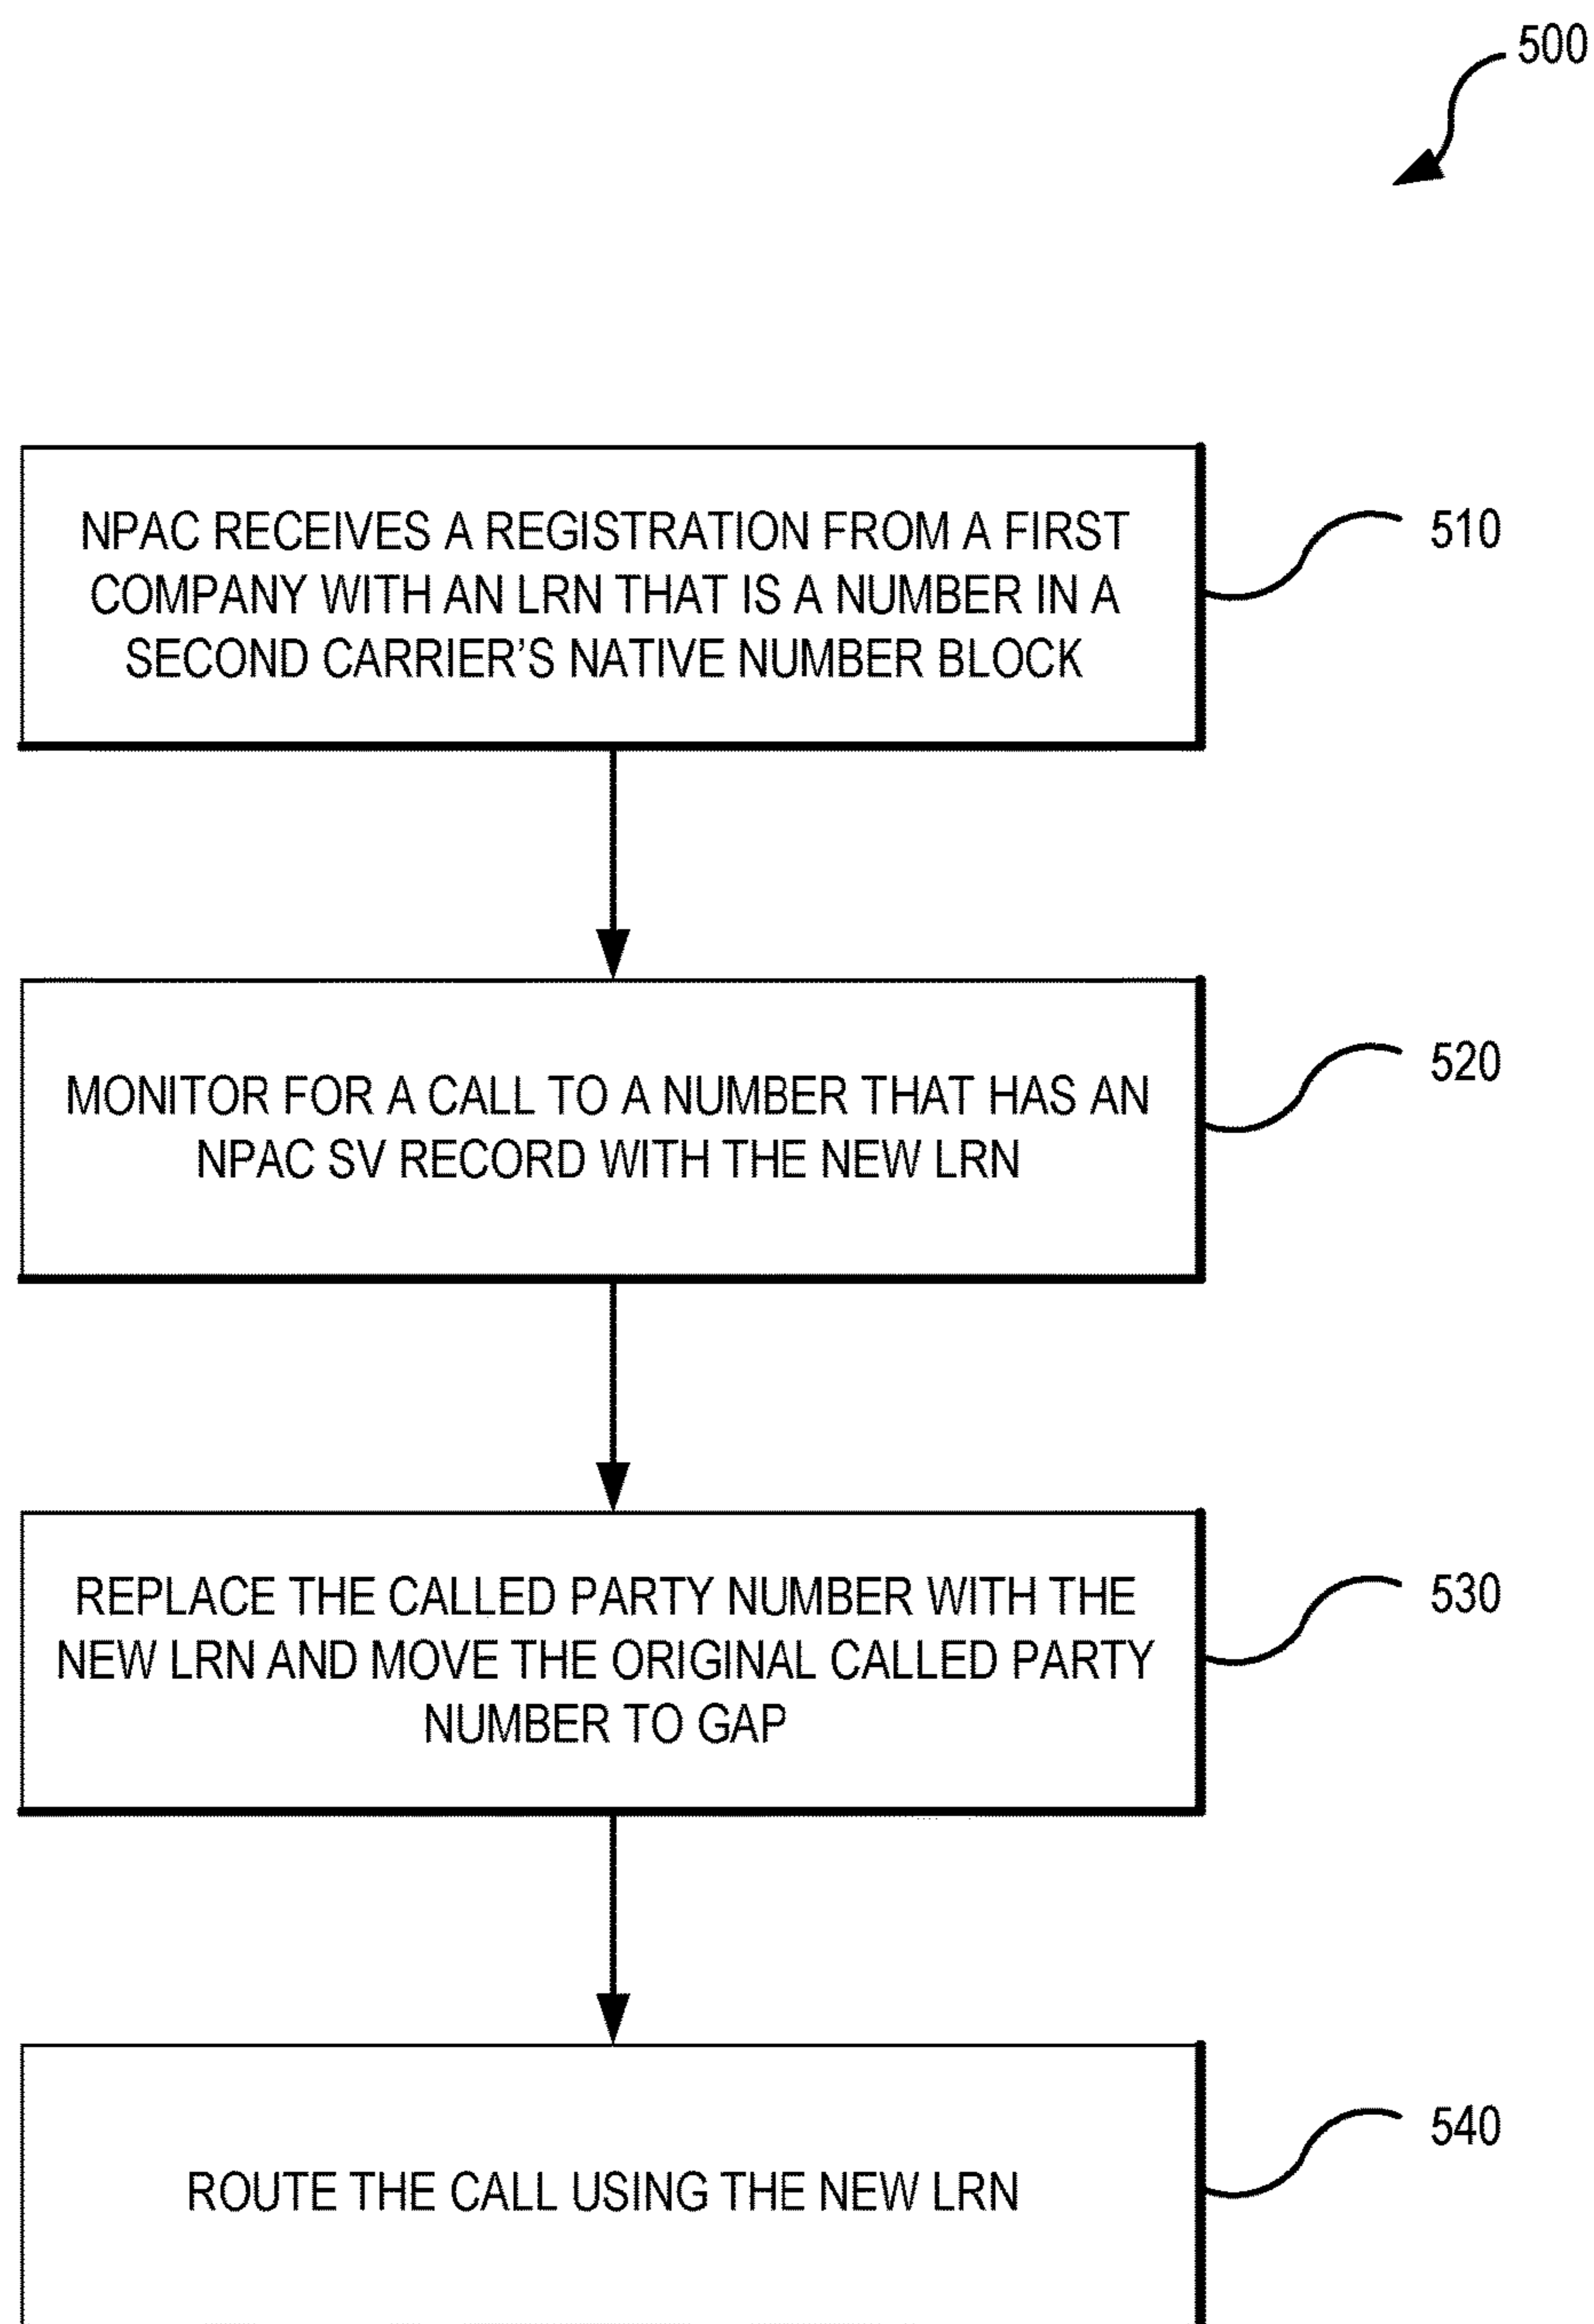 500
NPAC RECEIVES A REGISTRATION FROM A FIRST
COMPANY WITH AN LRN THAT IS A NUMBER IN A
SECOND CARRIER'S NATIVE NUMBER BLOCK
510
MONITOR FOR A CALL TO A NUMBER THAT HAS AN
NPAC SV RECORD WITH THE NEW LRN
520
REPLACE THE CALLED PARTY NUMBER WITH THE
NEW LRN AND MOVE THE ORIGINAL CALLED PARTY
NUMBER TO GAP
530
ROUTE THE CALL USING THE NEW LRN
540